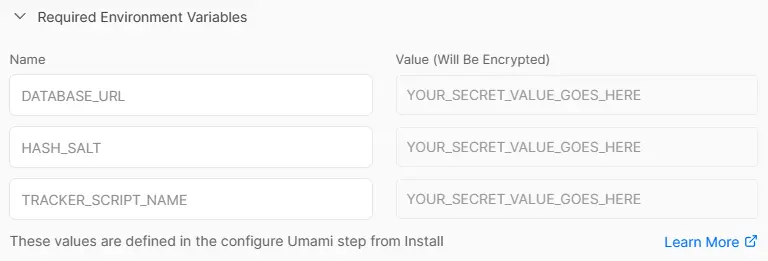 Required Environment Variables
Name Value (Will Be Encrypted)
DATABASE_URL YOUR_SECRET_VALUE_GOES_HERE
HASH_SALT YOUR_SECRET_VALUE_GOES_HERE
TRACKER_SCRIPT_NAME YOUR_SECRET_VALUE_GOES_HERE
These values are defined in the configure Umami step from Install Learn More